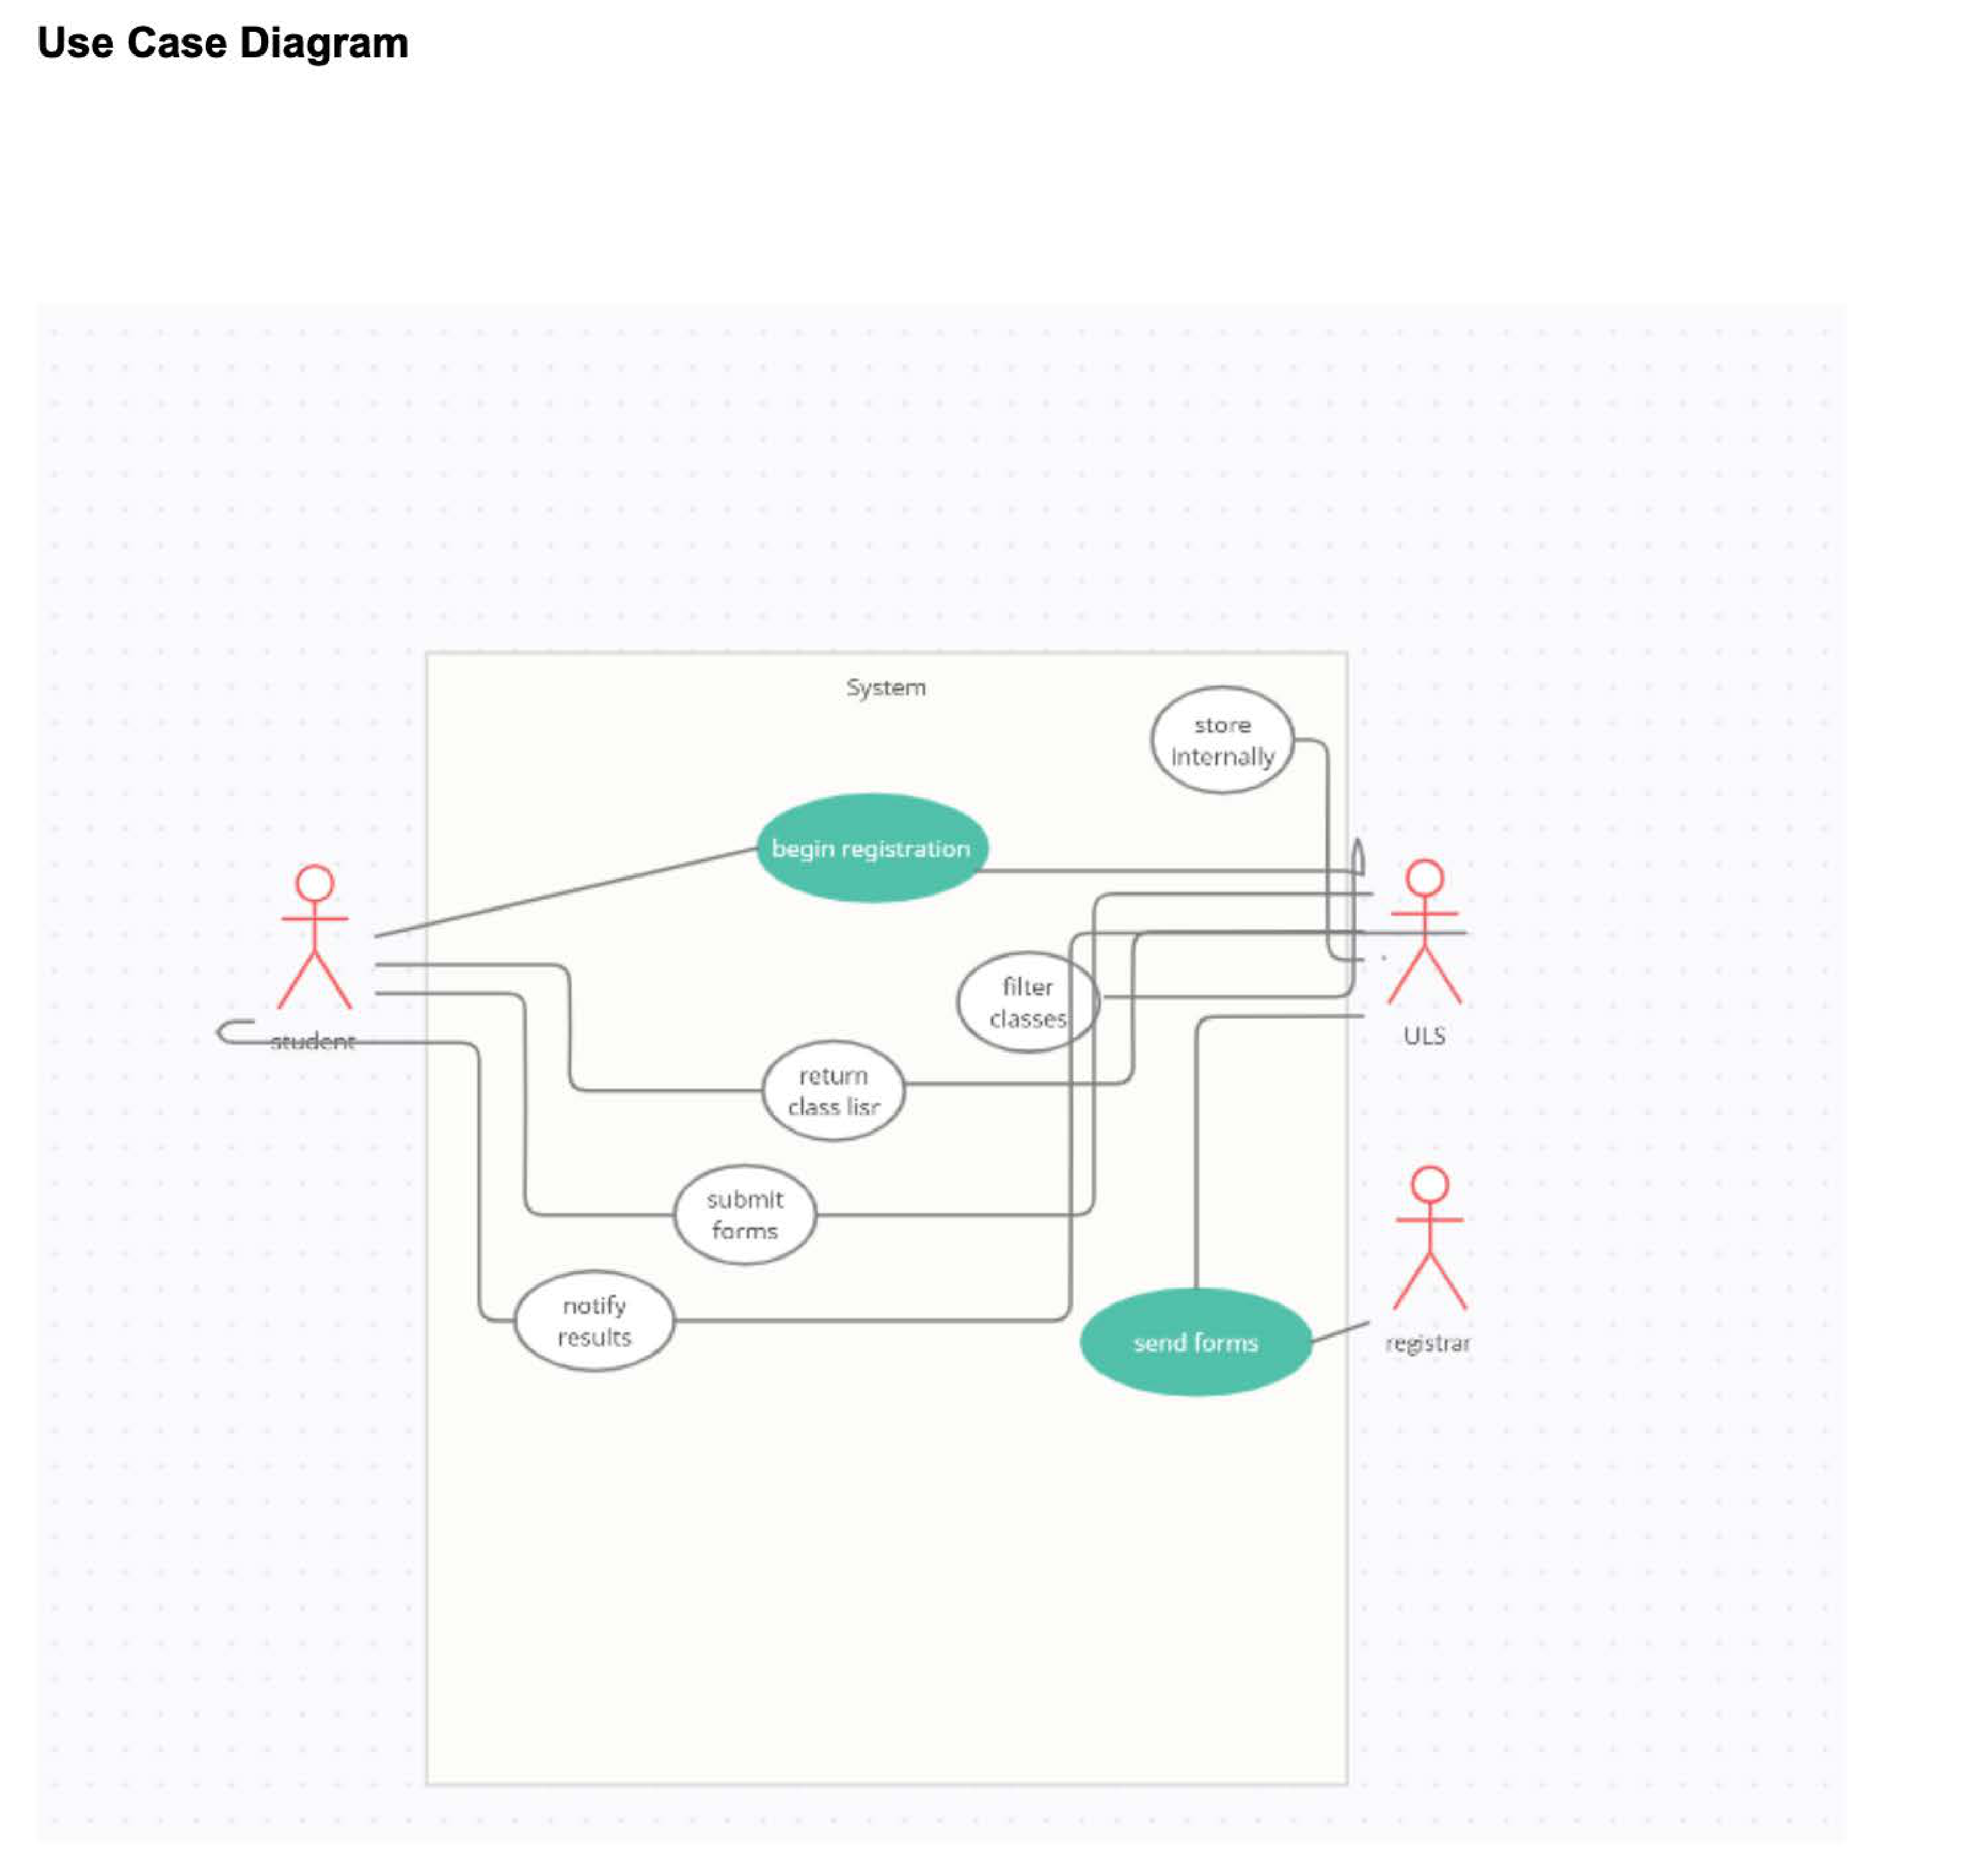 Use Case Diagram
System
store
internally
begin registration
filter
classes
student
ULS
return
class lisr
submit
forms
notify
results
send forms
registrar